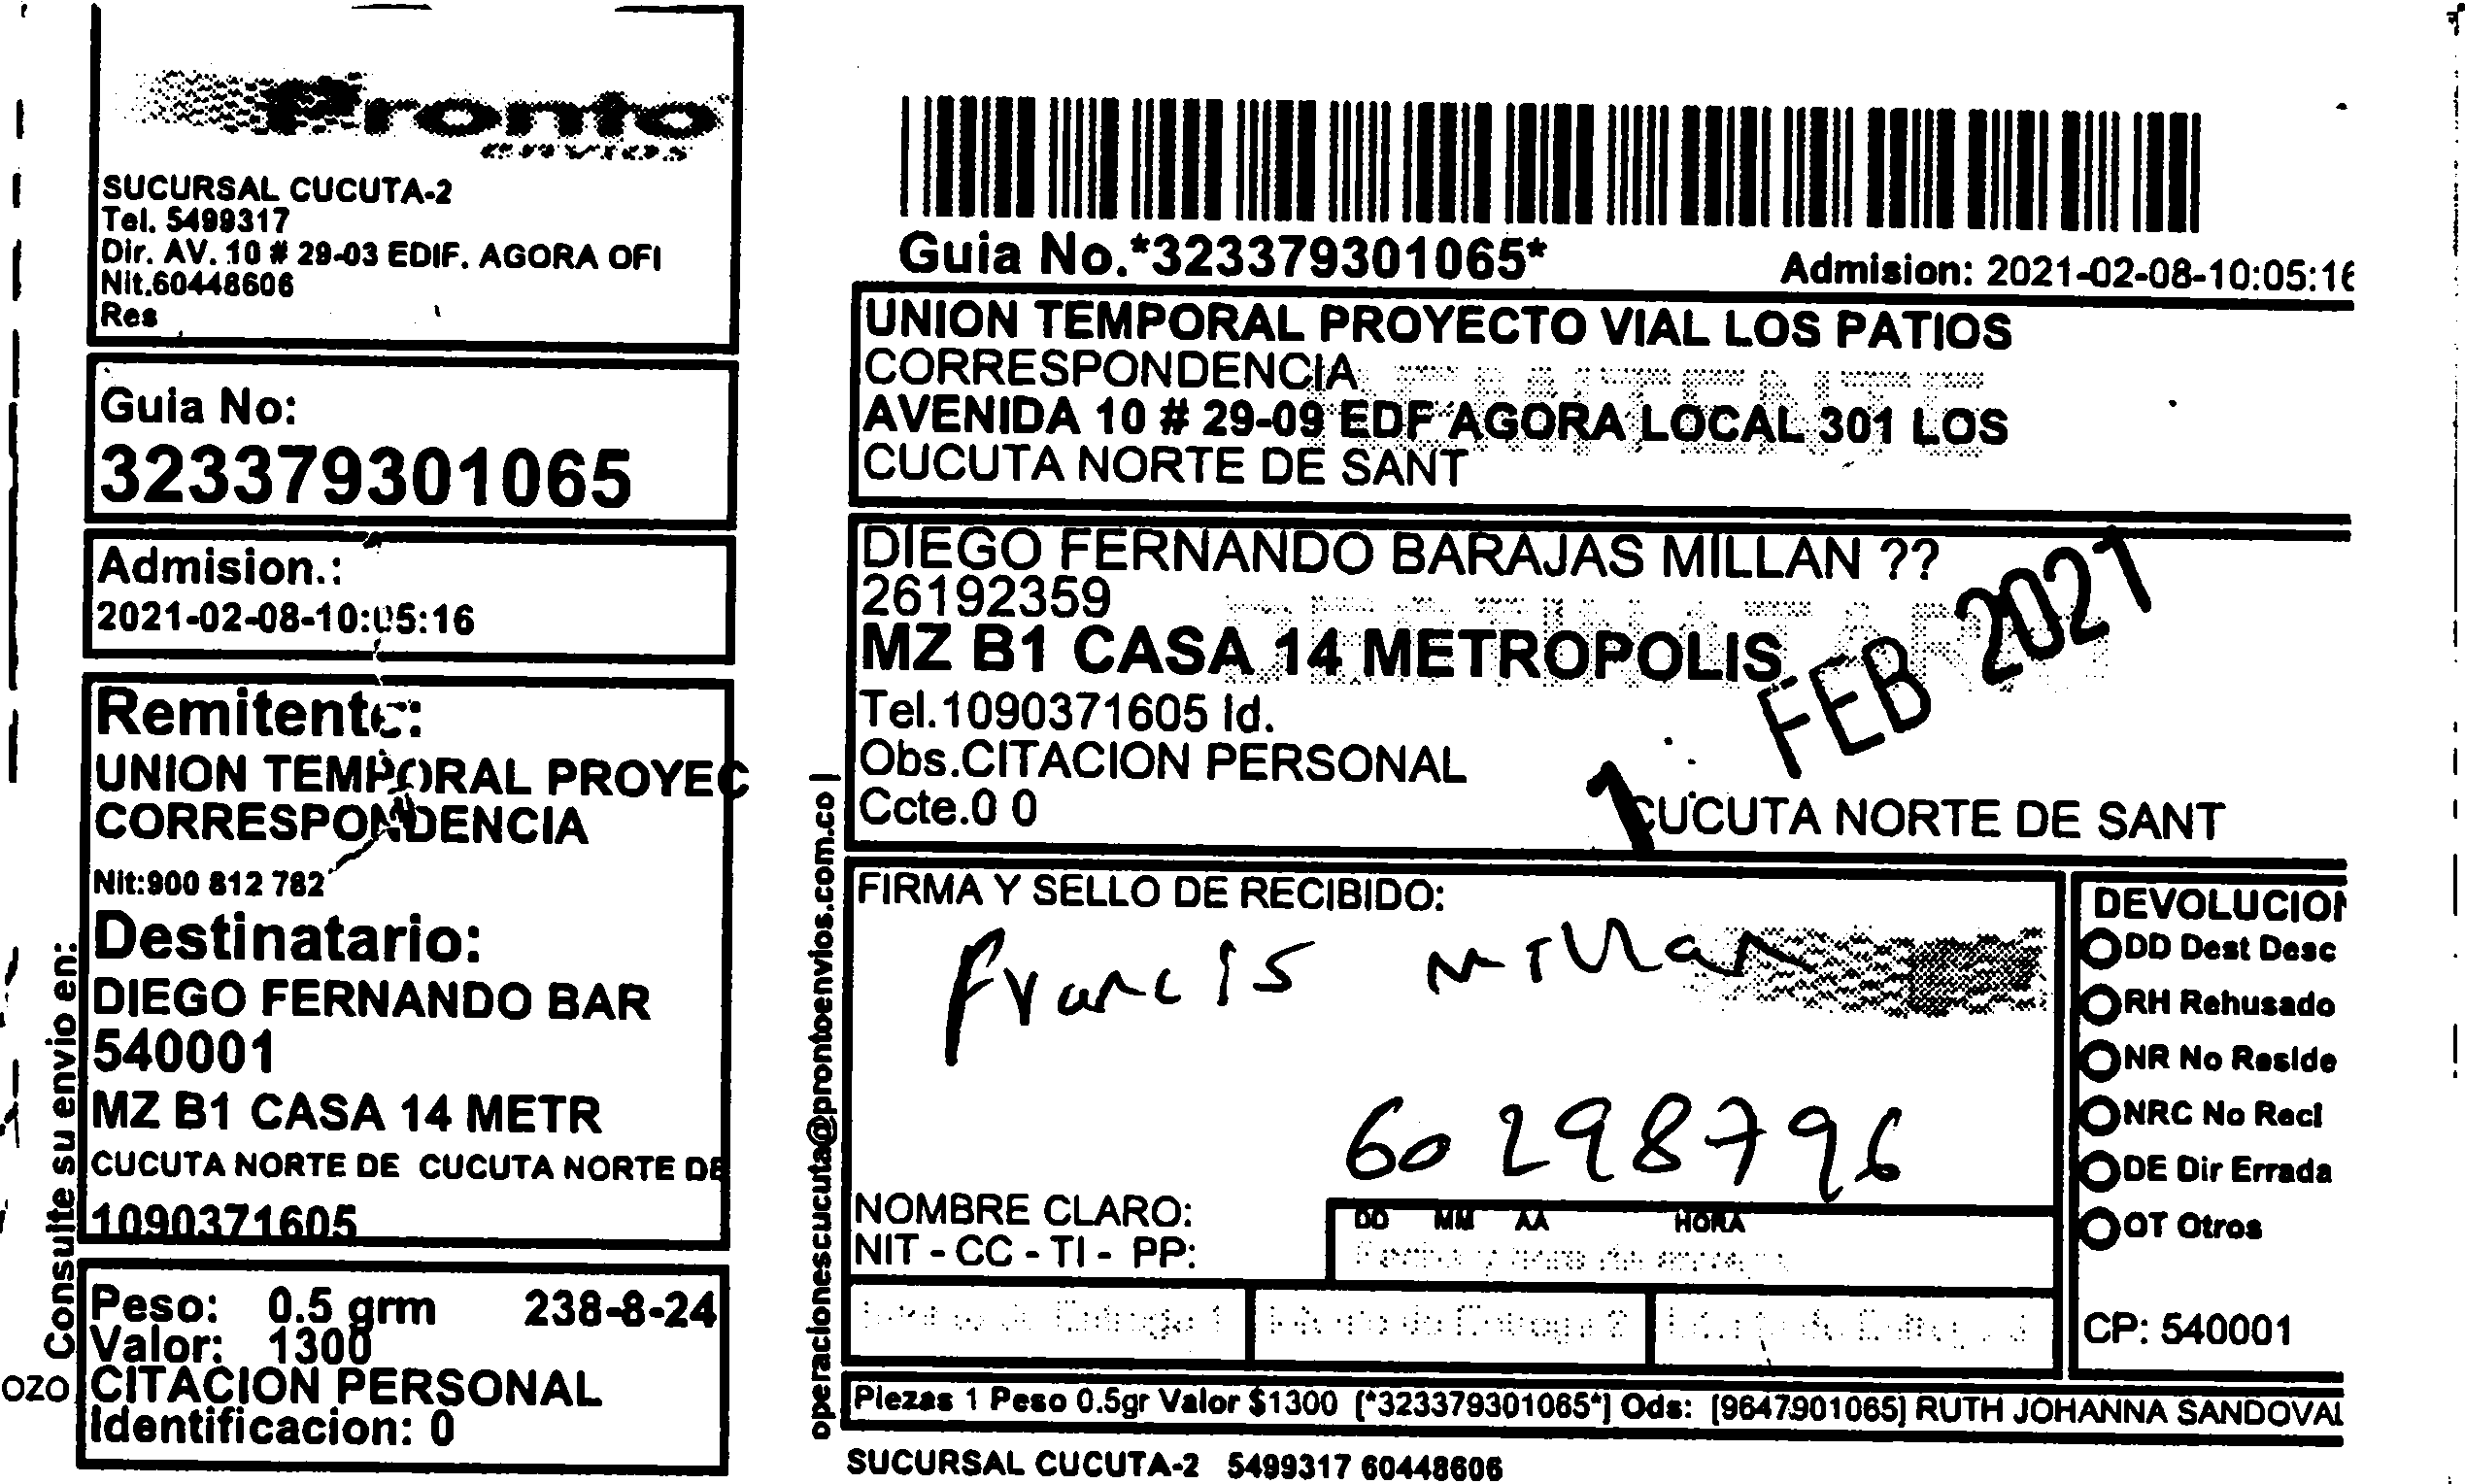 Pronto
envios
SUCURSAL CUCUTA-2
Tel. 5499317
Dir. AV. 10 # 29-03 EDIF. AGORA OFI
Nit.60448606
Res
Guia No:
323379301065
Admision.:
2021-02-08-10:05:16
Remitente:
UNION TEMPORAL PROYEC
CORRESPONDENCIA
Nit:900 812 782
Destinatario:
DIEGO FERNANDO BAR
540001
MZ B1 CASA 14 METR
CUCUTA NORTE DE CUCUTA NORTE DE
1090371605
Peso: 0.5 grm 238-8-24
Valor: 1300
CITACION PERSONAL
Identificacion: 0
Consulte su envio en:
ozo
operacionescucuta@prontoenvios.com.co |
Guia No.*323379301065*
Admision: 2021-02-08-10:05:16
UNION TEMPORAL PROYECTO VIAL LOS PATIOS
CORRESPONDENCIA
REMITENTE
AVENIDA 10 # 29-09 EDF AGORA LOCAL 301 LOS
CUCUTA NORTE DE SANT
DIEGO FERNANDO BARAJAS MILLAN ??
26192359
DESTINATARIO
MZ B1 CASA 14 METROPOLIS
Tel.1090371605 Id.
Obs.CITACION PERSONAL
Ccte.0 0
1 FEB 2021
CUCUTA NORTE DE SANT
FIRMA Y SELLO DE RECIBIDO:
Francis Millan
60298796
NOMBRE CLARO:
NIT - CC - TI - PP:
DD MM AA HORA
DEVOLUCION
DD Dest Desc
RH Rehusado
NR No Reside
NRC No Reci
DE Dir Errada
OT Otros
CP: 540001
Piezas 1 Peso 0.5gr Valor $1300 [*323379301065*] Ods: [9647901065] RUTH JOHANNA SANDOVAL
SUCURSAL CUCUTA-2 5499317 60448606